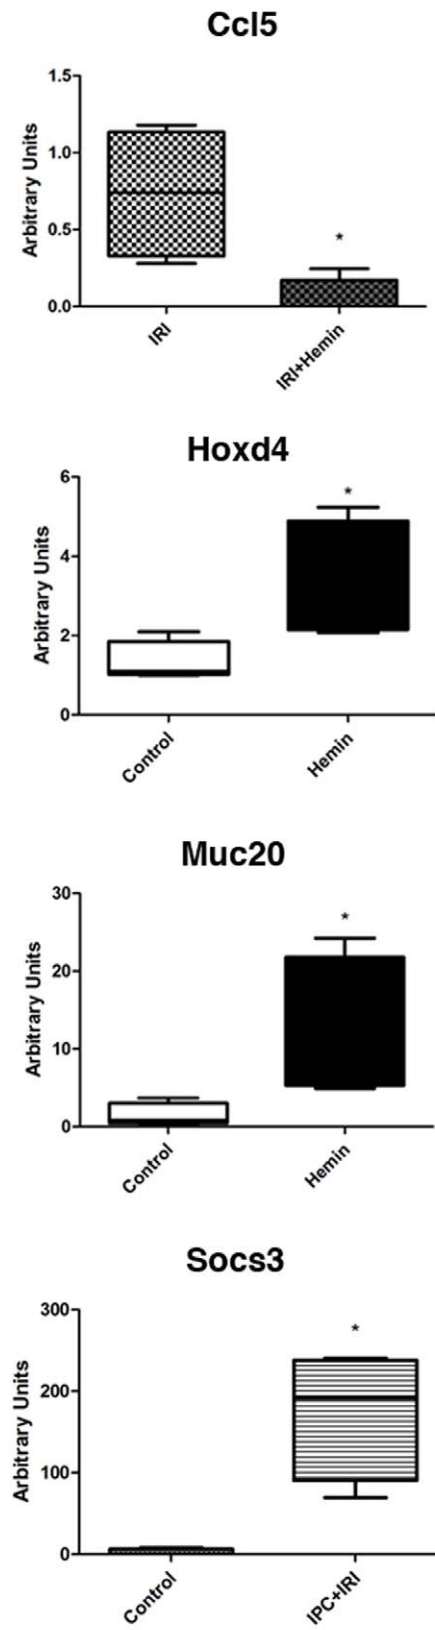 Ccl5
1.5
1.0
0.5
0.0
Arbitrary Units
*
IRI
IRI+Hemin
Hoxd4
6
4
2
0
Arbitrary Units
*
Control
Hemin
Muc20
30
20
10
0
Arbitrary Units
*
Control
Hemin
Socs3
300
200
100
0
Arbitrary Units
*
Control
IPC+IRI